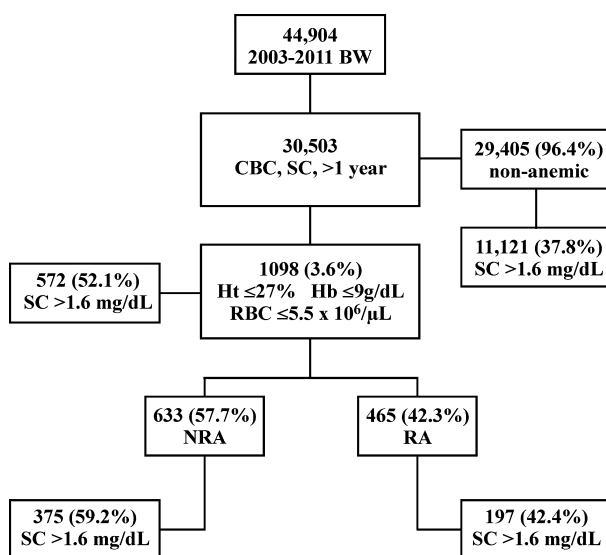 44,904
2003-2011 BW
30,503
CBC, SC, >1 year
29,405 (96.4%)
non-anemic
11,121 (37.8%)
SC >1.6 mg/dL
572 (52.1%)
SC >1.6 mg/dL
1098 (3.6%)
Ht ≤27% Hb ≤9g/dL
RBC ≤5.5 x 10⁶/µL
633 (57.7%)
NRA
465 (42.3%)
RA
375 (59.2%)
SC >1.6 mg/dL
197 (42.4%)
SC >1.6 mg/dL